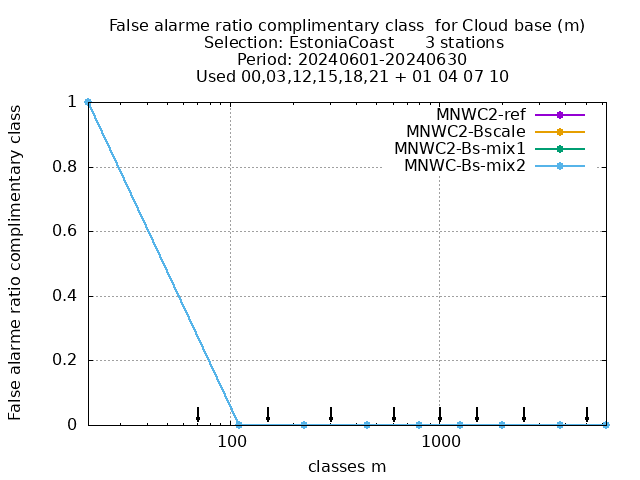 False alarme ratio complimentary class  for Cloud base (m)
Selection: EstoniaCoast      3 stations
Period: 20240601-20240630
Used 00,03,12,15,18,21 + 01 04 07 10
False alarme ratio complimentary class
1
0.8
0.6
0.4
0.2
0
MNWC2-ref
MNWC2-Bscale
MNWC2-Bs-mix1
MNWC-Bs-mix2
100
1000
classes m